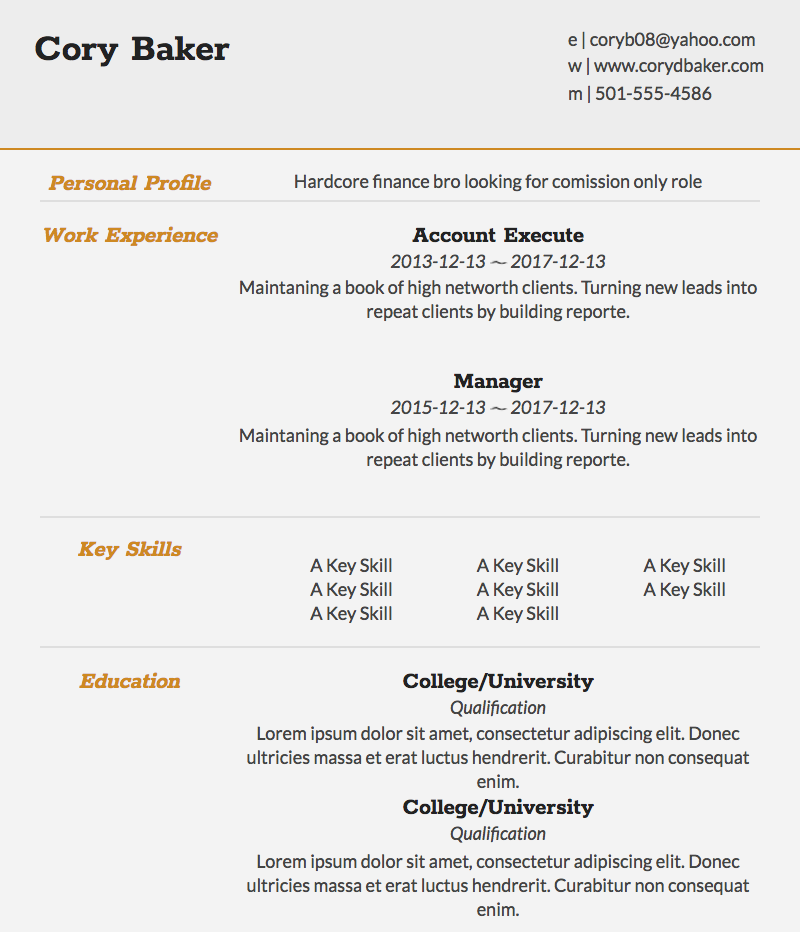 Cory Baker
e | coryb08@yahoo.com
w | www.corydbaker.com
m | 501-555-4586
Personal Profile
Hardcore finance bro looking for comission only role
Work Experience
Account Execute
2013-12-13 ~ 2017-12-13
Maintaning a book of high networth clients. Turning new leads into
repeat clients by building reporte.
Manager
2015-12-13 ~ 2017-12-13
Maintaning a book of high networth clients. Turning new leads into
repeat clients by building reporte.
Key Skills
A Key Skill A Key Skill A Key Skill
A Key Skill A Key Skill A Key Skill
A Key Skill A Key Skill
Education
College/University
Qualification
Lorem ipsum dolor sit amet, consectetur adipiscing elit. Donec
ultricies massa et erat luctus hendrerit. Curabitur non consequat
enim.
College/University
Qualification
Lorem ipsum dolor sit amet, consectetur adipiscing elit. Donec
ultricies massa et erat luctus hendrerit. Curabitur non consequat
enim.